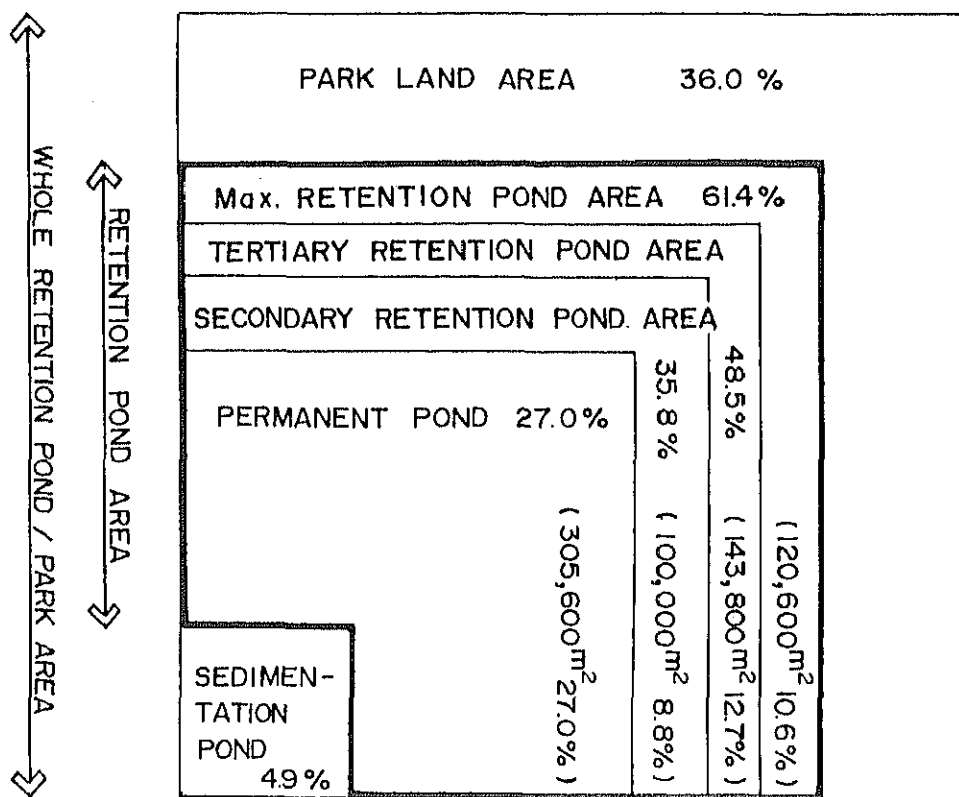 PARK LAND AREA 36.0 %
Max. RETENTION POND AREA 61.4%
TERTIARY RETENTION POND AREA
48.5%
SECONDARY RETENTION POND. AREA
35.8%
PERMANENT POND 27.0%
(305,600m² 27.0%)
(100,000m² 8.8%)
(143,800m² 12.7%)
(120,600m² 10.6%)
SEDIMEN-
TATION
POND
4.9%
RETENTION POND AREA
WHOLE RETENTION POND / PARK AREA